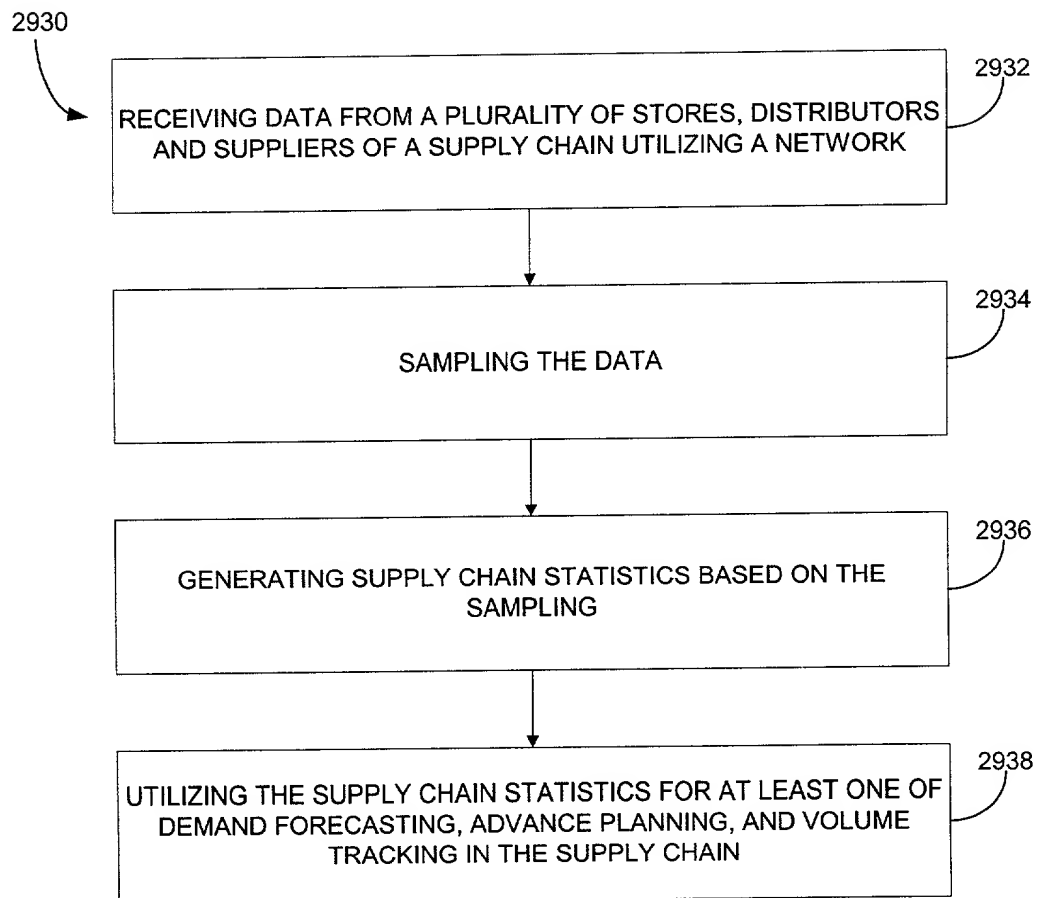 2930
2932
RECEIVING DATA FROM A PLURALITY OF STORES, DISTRIBUTORS
AND SUPPLIERS OF A SUPPLY CHAIN UTILIZING A NETWORK
2934
SAMPLING THE DATA
2936
GENERATING SUPPLY CHAIN STATISTICS BASED ON THE
SAMPLING
2938
UTILIZING THE SUPPLY CHAIN STATISTICS FOR AT LEAST ONE OF
DEMAND FORECASTING, ADVANCE PLANNING, AND VOLUME
TRACKING IN THE SUPPLY CHAIN